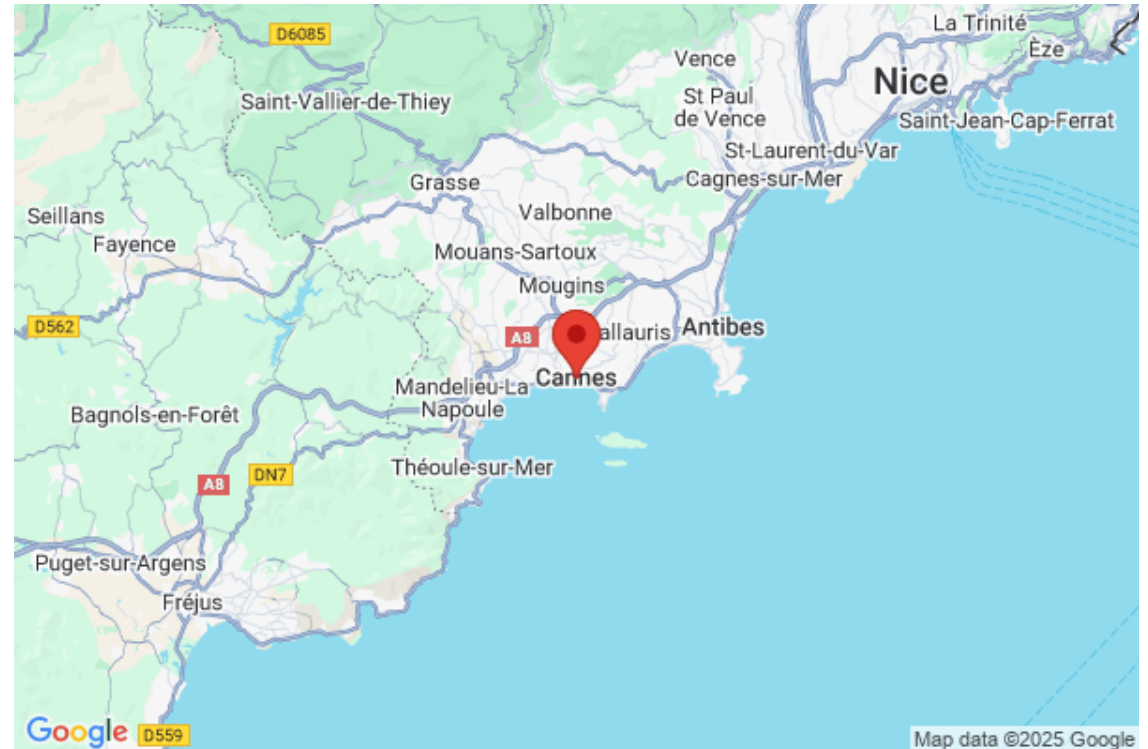 D6085
La Trinité
Èze
Vence
Nice
Saint-Vallier-de-Thiey
St Paul
de Vence
Saint-Jean-Cap-Ferrat
St-Laurent-du-Var
Grasse
Cagnes-sur-Mer
Seillans
Valbonne
Fayence
Mouans-Sartoux
Mougins
D562
A8
allauris
Antibes
Cannes
Mandelieu-La
Napoule
Bagnols-en-Forêt
Théoule-sur-Mer
A8
DN7
Puget-sur-Argens
Fréjus
Google
D559
Map data ©2025 Google